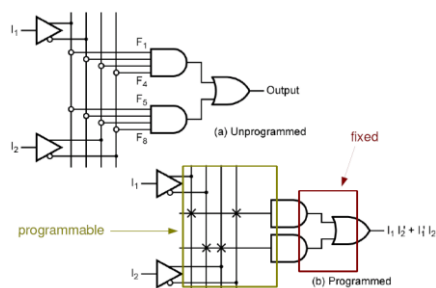 I1
F1
F4
Output
F5
F8
I2
(a) Unprogrammed
fixed
I1
programmable
I1 I2' + I1' I2
I2
(b) Programmed